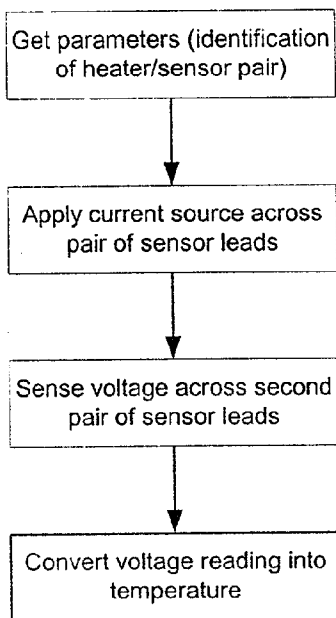 Get parameters (identification
of heater/sensor pair)
Apply current source across
pair of sensor leads
Sense voltage across second
pair of sensor leads
Convert voltage reading into
temperature